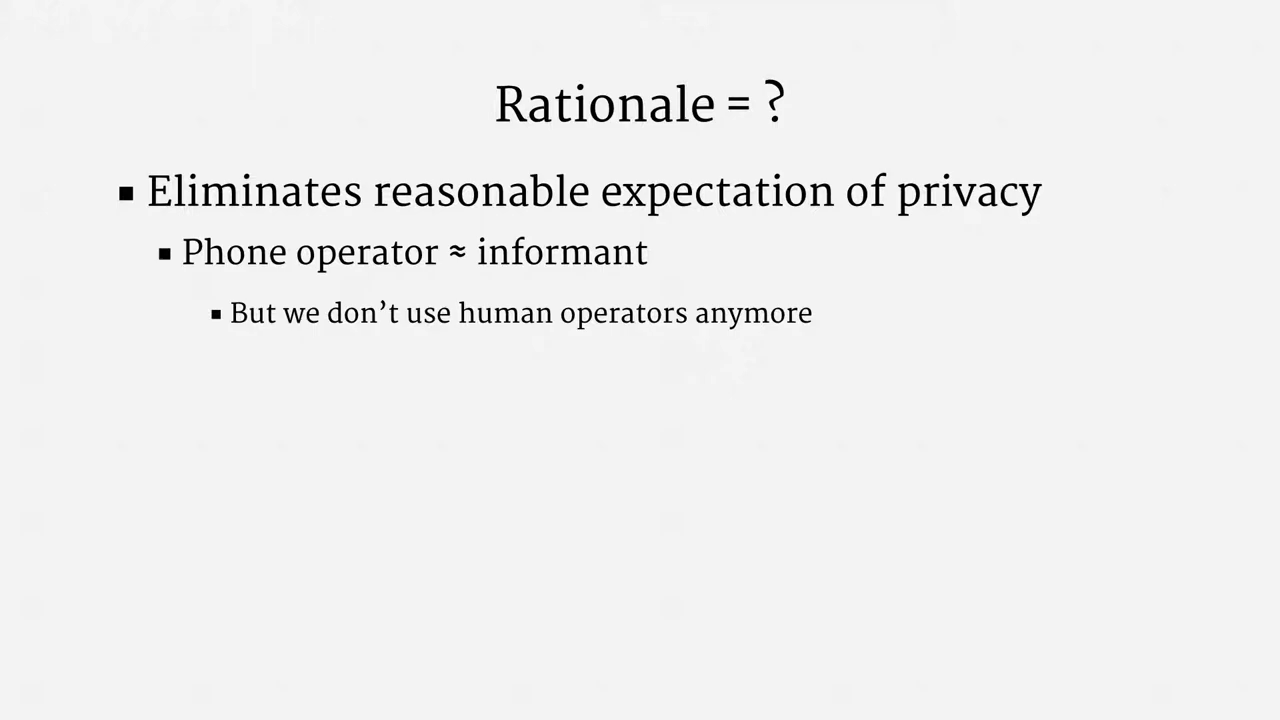 Rationale = ?
▪ Eliminates reasonable expectation of privacy
▪ Phone operator ≈ informant
▪ But we don’t use human operators anymore